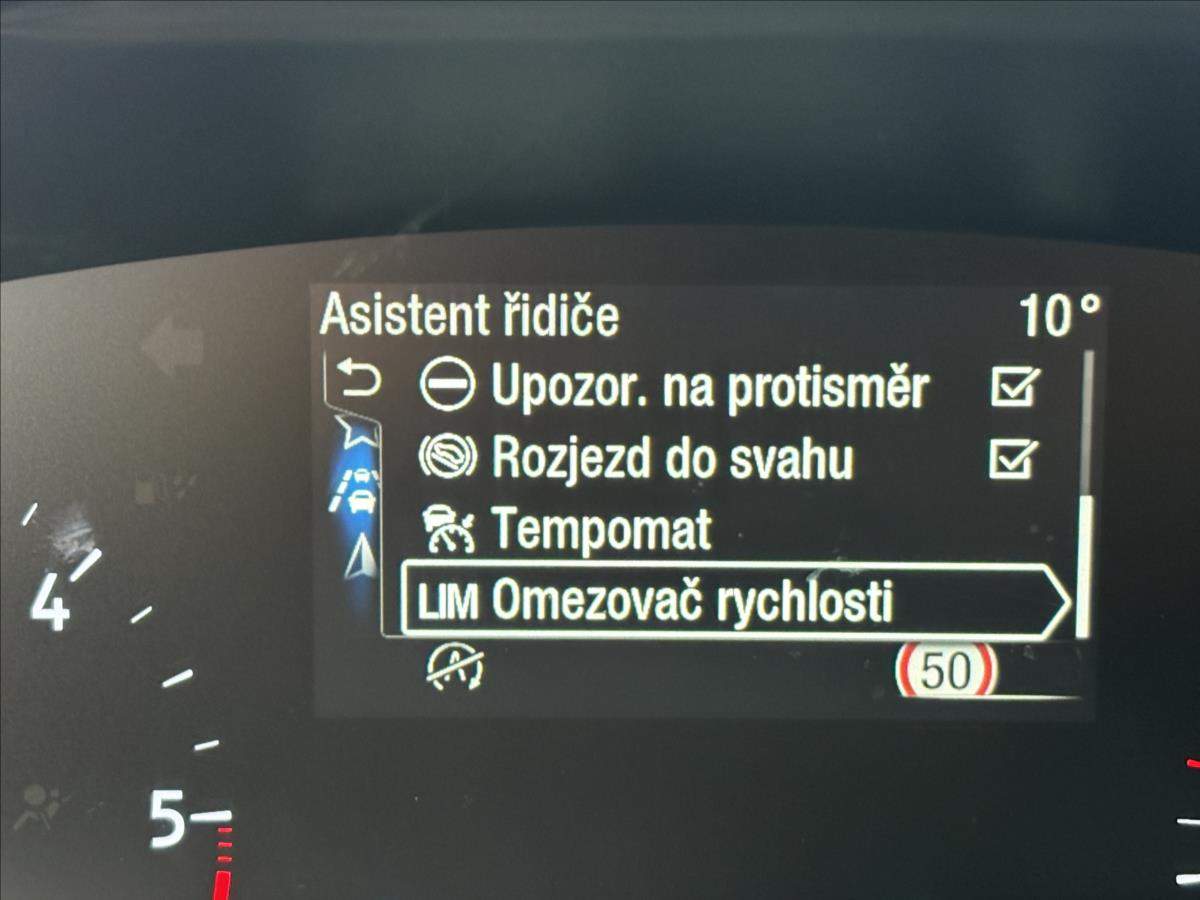 Asistent řidiče 10°
Upozor. na protisměr
Rozjezd do svahu
Tempomat
LIM Omezovač rychlosti
A 50
4
5